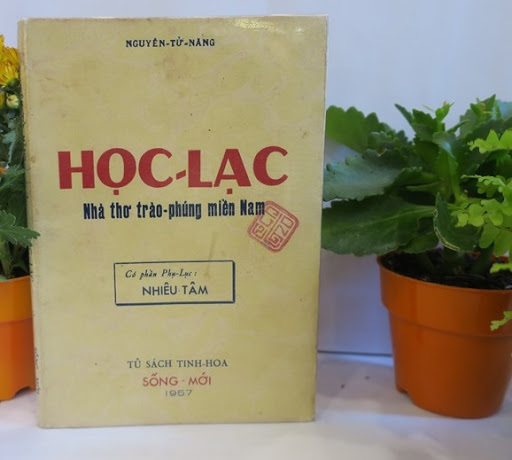 NGUYỄN-TỬ-NĂNG
HỌC-LẠC
Nhà thơ trào-phúng miền Nam
Có phần Phụ-Lục:
NHIÊU TÂM
TỦ SÁCH TINH-HOA
SỐNG-MỚI
1957